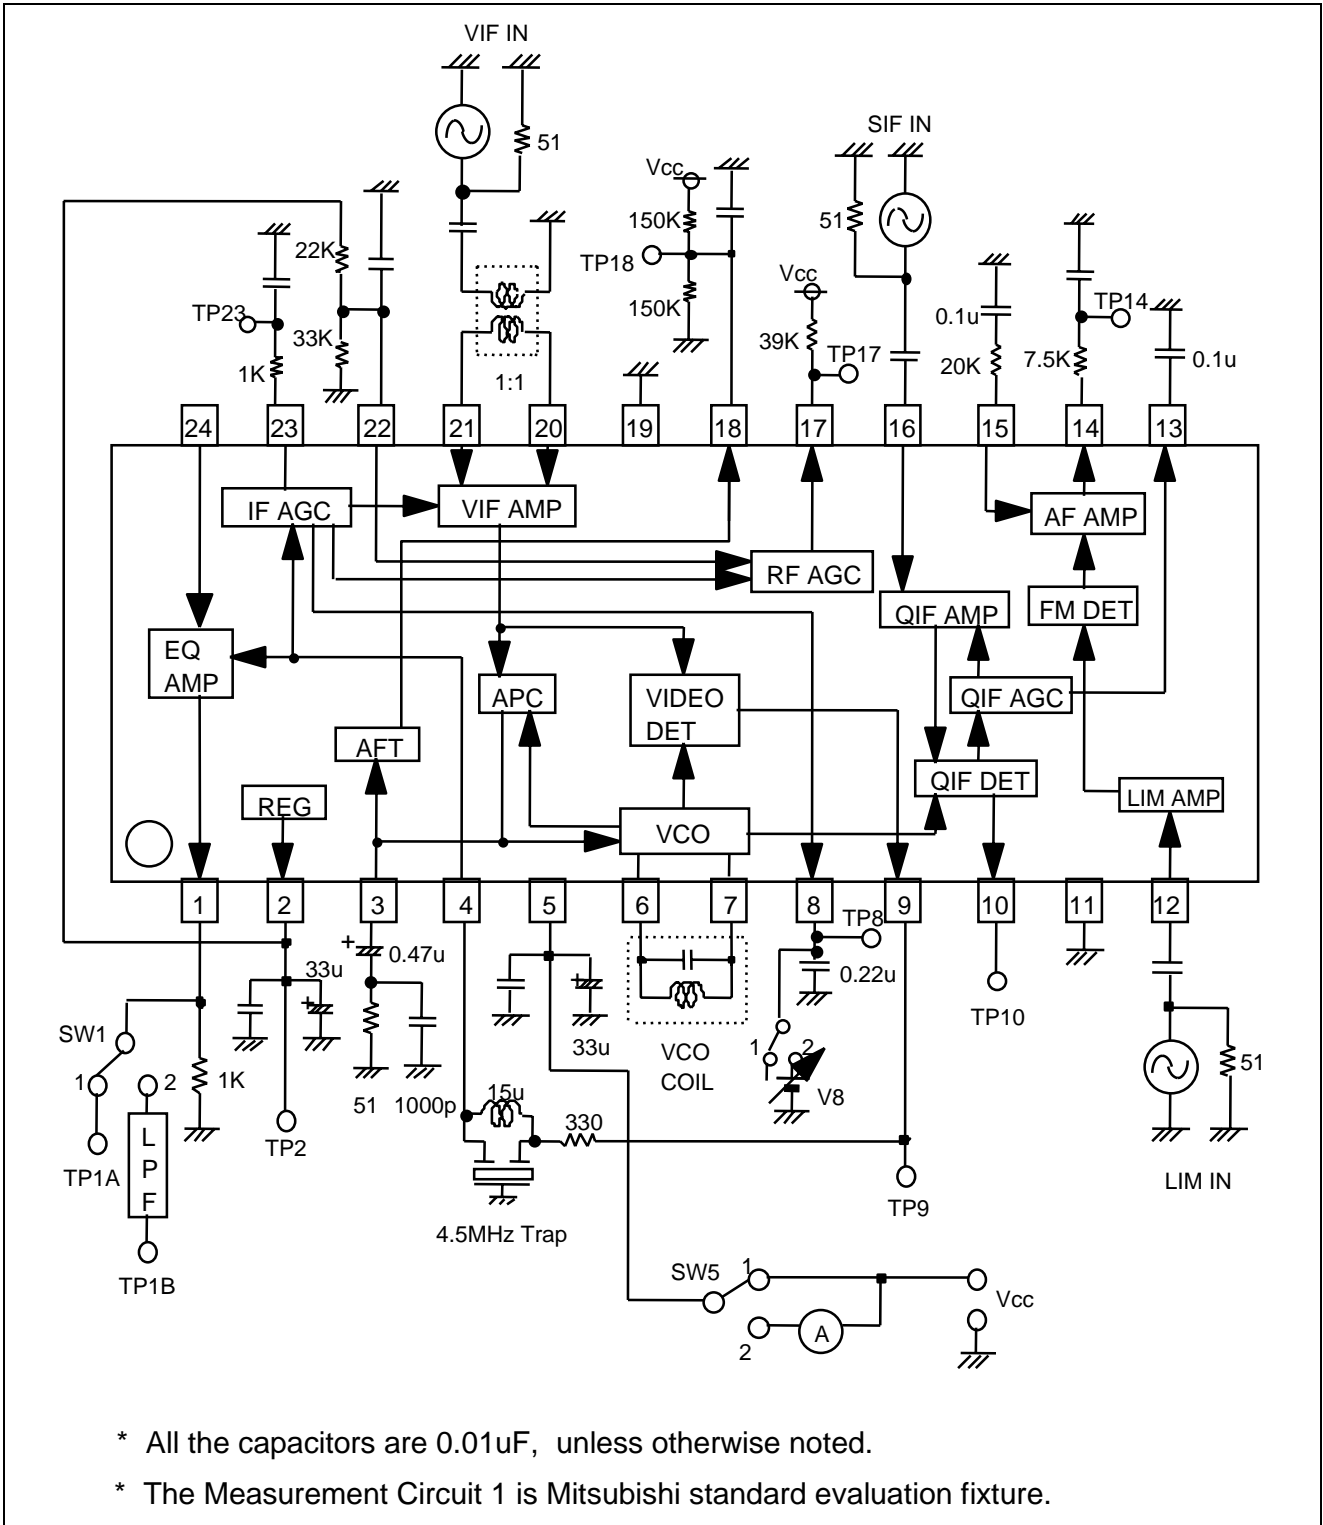 VIF IN
51
SIF IN
Vcc
150K
51
22K
TP18
Vcc
TP23
TP14
0.1u
150K
33K
39K
TP17
7.5K
0.1u
1K
1:1
20K
24
23
22
21
20
19
18
17
16
15
14
13
IF AGC
VIF AMP
AF AMP
RF AGC
QIF AMP
FM DET
EQ
AMP
APC
VIDEO
DET
QIF AGC
AFT
QIF DET
REG
LIM AMP
VCO
1
2
3
4
5
6
7
8
9
10
11
12
TP8
+
0.47u
33u
+
+
0.22u
TP10
SW1
33u
VCO
COIL
1
2
51
1
2
1K
51
1000p
15u
V8
330
TP2
L
P
F
TP1A
LIM IN
TP9
4.5MHz Trap
TP1B
SW5
1
Vcc
A
2
* All the capacitors are 0.01uF, unless otherwise noted.
* The Measurement Circuit 1 is Mitsubishi standard evaluation fixture.